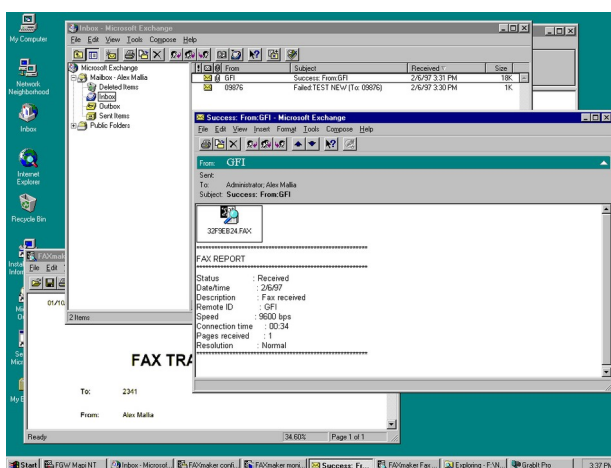 My Computer
Network
Neighborhood
Inbox
Internet
Explorer
Recycle Bin
Inbox - Microsoft Exchange
File Edit View Tools Compose Help
Microsoft Exchange
Mailbox - Alex Mallia
Deleted Items
Inbox
Outbox
Sent Items
Public Folders
From Subject Received Size
GFI Success: From:GFI 2/6/97 3:31 PM 18K
09876 Failed:TEST NEW (To: 09876) 2/6/97 3:30 PM 1K
2 Items
Success: From:GFI - Microsoft Exchange
File Edit View Insert Format Tools Compose Help
From: GFI
Sent:
To: Administrator; Alex Mallia
Subject: Success: From:GFI
32F9EB24.FAX
FAX REPORT
Status : Received
Date/time : 2/6/97
Description : Fax received
Remote ID : GFI
Speed : 9600 bps
Connection time : 00:34
Pages received : 1
Resolution : Normal
File Edit
01/10
FAX TRA
To: 2341
From: Alex Mallia
Ready 34.60% Page 1 of 1
Start FGW Mapi NT Inbox - Microsof... FAXmaker confi... FAXmaker moni... Success: Fr... FAXmaker Fax... Exploring - F:\N... GrabIt Pro 3:37 PM